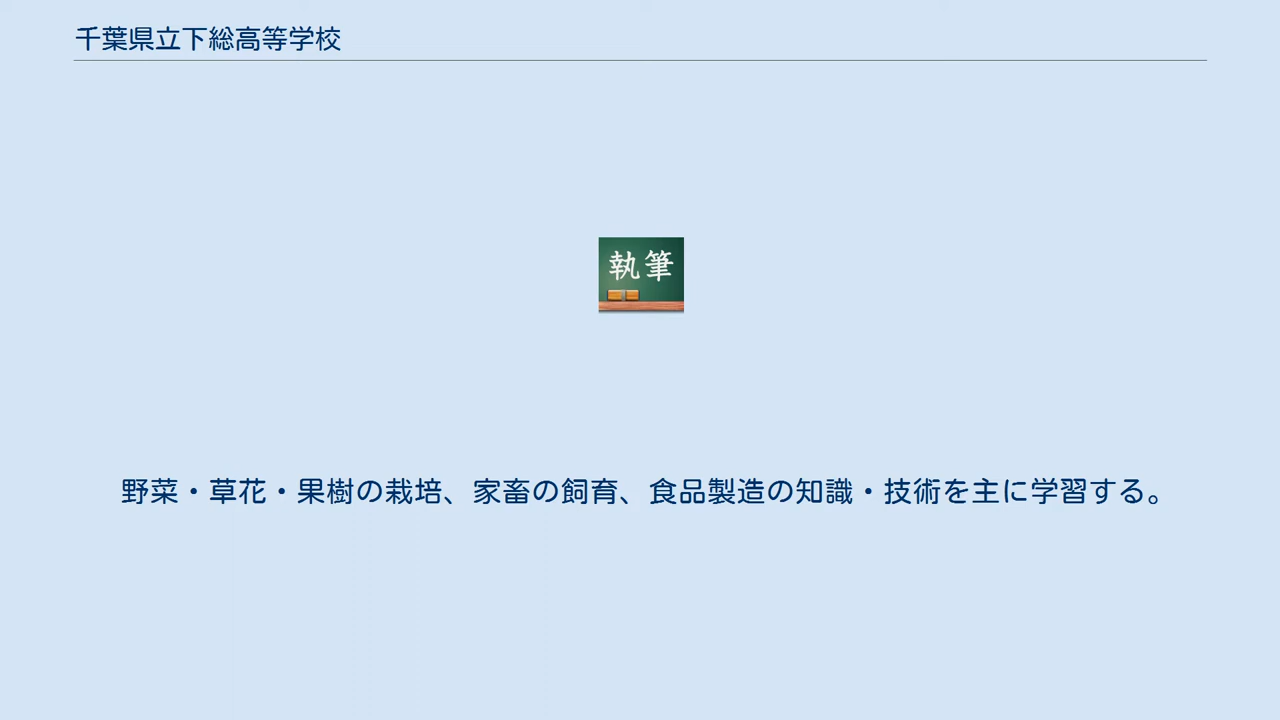 千葉県立下総高等学校
執筆
野菜・草花・果樹の栽培、家畜の飼育、食品製造の知識・技術を主に学習する。